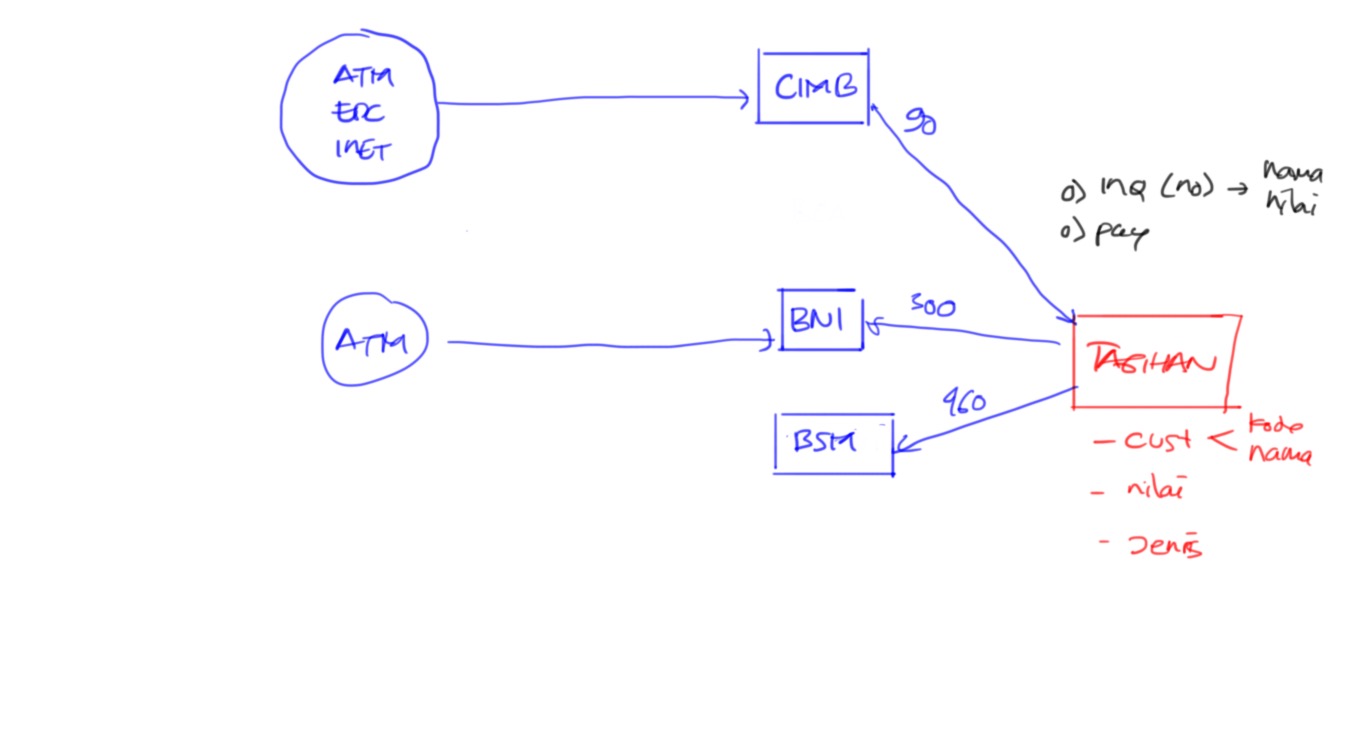 ATM
EDC
INET
CIMB
90
o) INQ (no) → nama
nilai
o) pay
ATM
BNI
300
TAGIHAN
960
BSM
- cust < kode
nama
- nilai
- Jenis